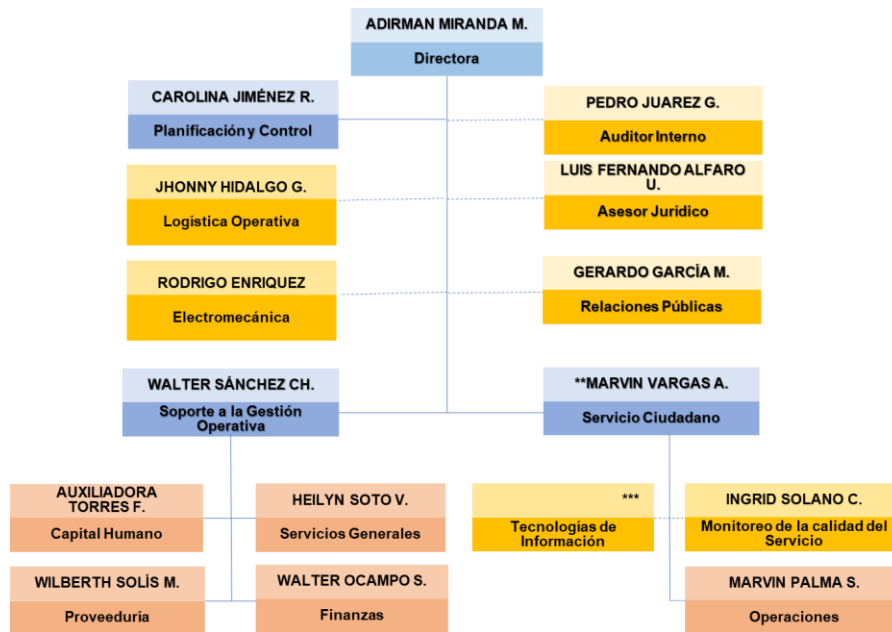 ADIRMAN MIRANDA M.
Directora
CAROLINA JIMÉNEZ R.
Planificación y Control
PEDRO JUAREZ G.
Auditor Interno
JHONNY HIDALGO G.
Logística Operativa
LUIS FERNANDO ALFARO
U.
Asesor Jurídico
RODRIGO ENRIQUEZ
Electromecánica
GERARDO GARCÌA M.
Relaciones Públicas
WALTER SÁNCHEZ CH.
Soporte a la Gestión
Operativa
**MARVIN VARGAS A.
Servicio Ciudadano
AUXILIADORA
TORRES F.
Capital Humano
HEILYN SOTO V.
Servicios Generales
***
Tecnologías de
Información
INGRID SOLANO C.
Monitoreo de la calidad del
Servicio
WILBERTH SOLÍS M.
Proveeduría
WALTER OCAMPO S.
Finanzas
MARVIN PALMA S.
Operaciones